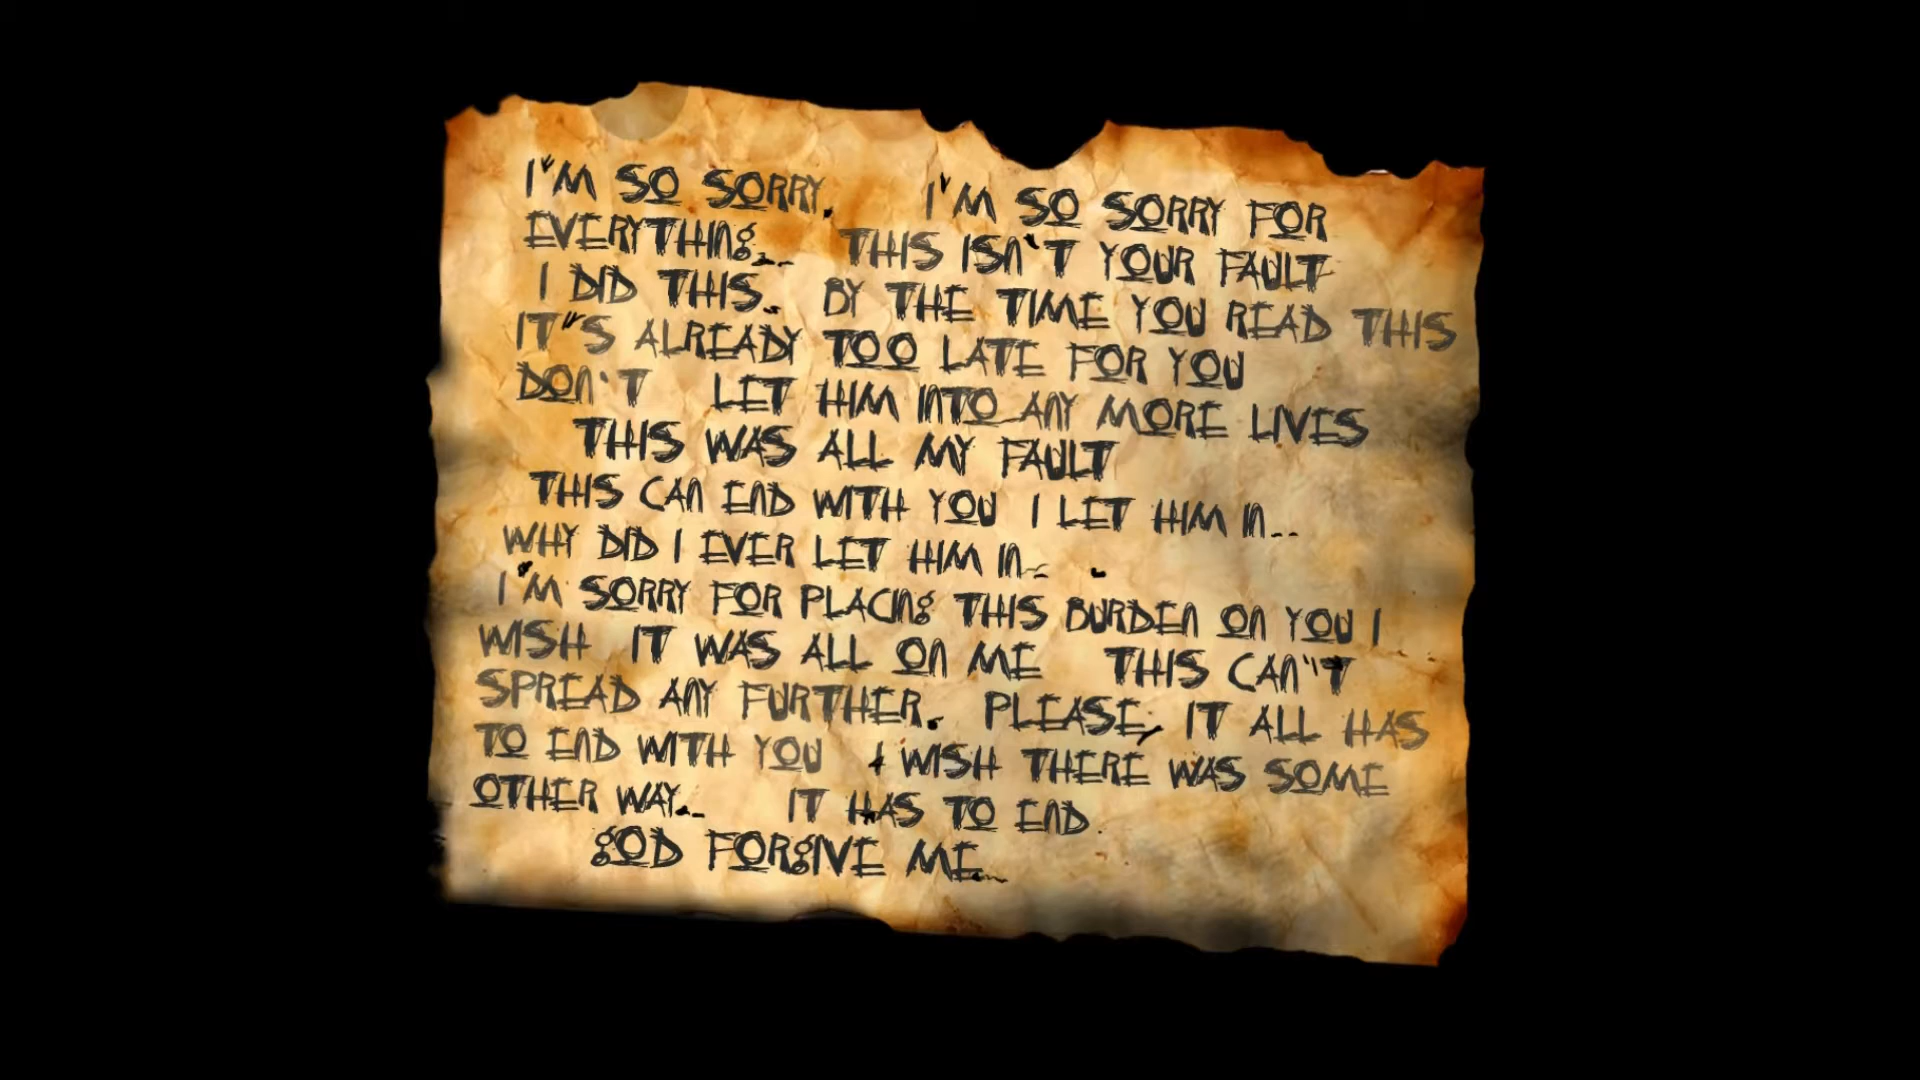 I'M SO SORRY. I'M SO SORRY FOR
EVERYTHING... THIS ISN'T YOUR FAULT
I DID THIS.. BY THE TIME YOU READ THIS
IT"S ALREADY TOO LATE FOR YOU
DON'T LET HIM INTO ANY MORE LIVES
THIS WAS ALL MY FAULT
THIS CAN END WITH YOU I LET HIM IN...
WHY DID I EVER LET HIM IN..
I'M SORRY FOR PLACING THIS BURDEN ON YOU I
WISH IT WAS ALL ON ME THIS CAN'T
SPREAD ANY FURTHER. PLEASE, IT ALL HAS
TO END WITH YOU I WISH THERE WAS SOME
OTHER WAY... IT HAS TO END.
GOD FORGIVE ME...